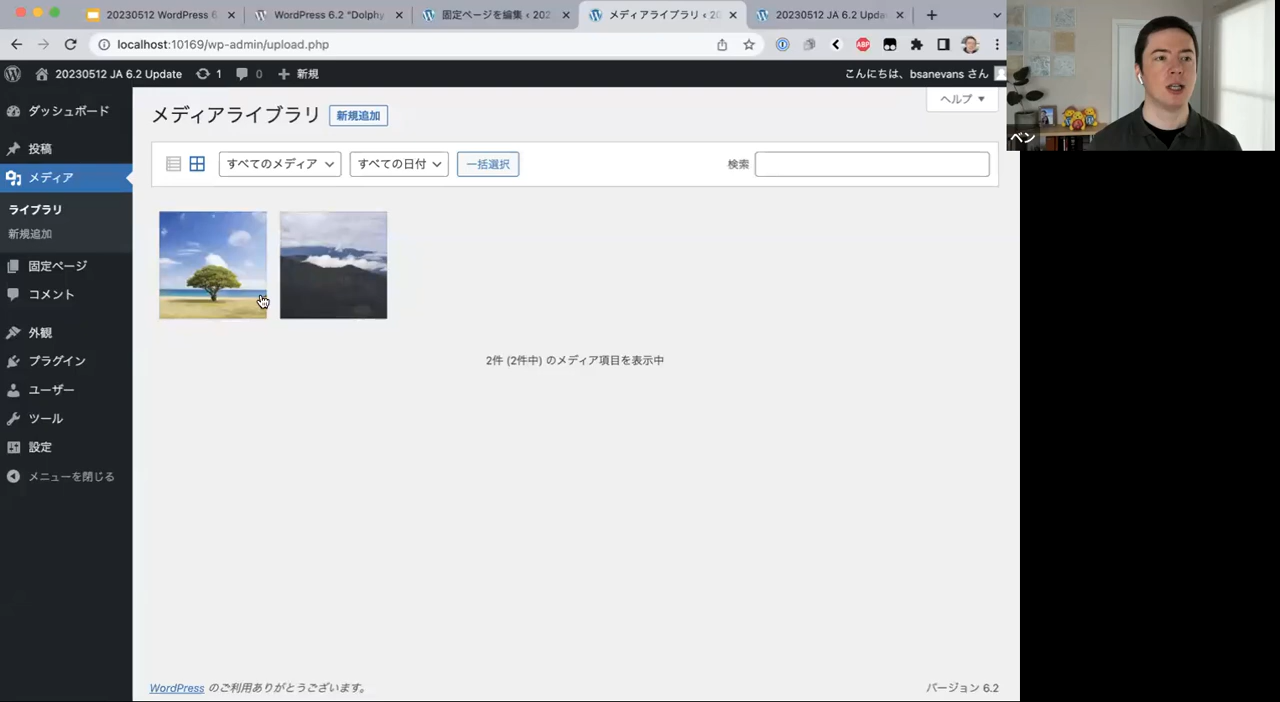 20230512 WordPress 6
WordPress 6.2 "Dolphy
固定ページを編集 ‹ 202
メディアライブラリ ‹ 20
20230512 JA 6.2 Upda
localhost:10169/wp-admin/upload.php
ABP
20230512 JA 6.2 Update
1
0
新規
こんにちは、bsanevans さん
ダッシュボード
投稿
メディア
ライブラリ
新規追加
固定ページ
コメント
外観
プラグイン
ユーザー
ツール
設定
メニューを閉じる
メディアライブラリ
新規追加
ヘルプ
すべてのメディア
すべての日付
一括選択
検索
2件 (2件中) のメディア項目を表示中
WordPress のご利用ありがとうございます。
バージョン 6.2
ベン